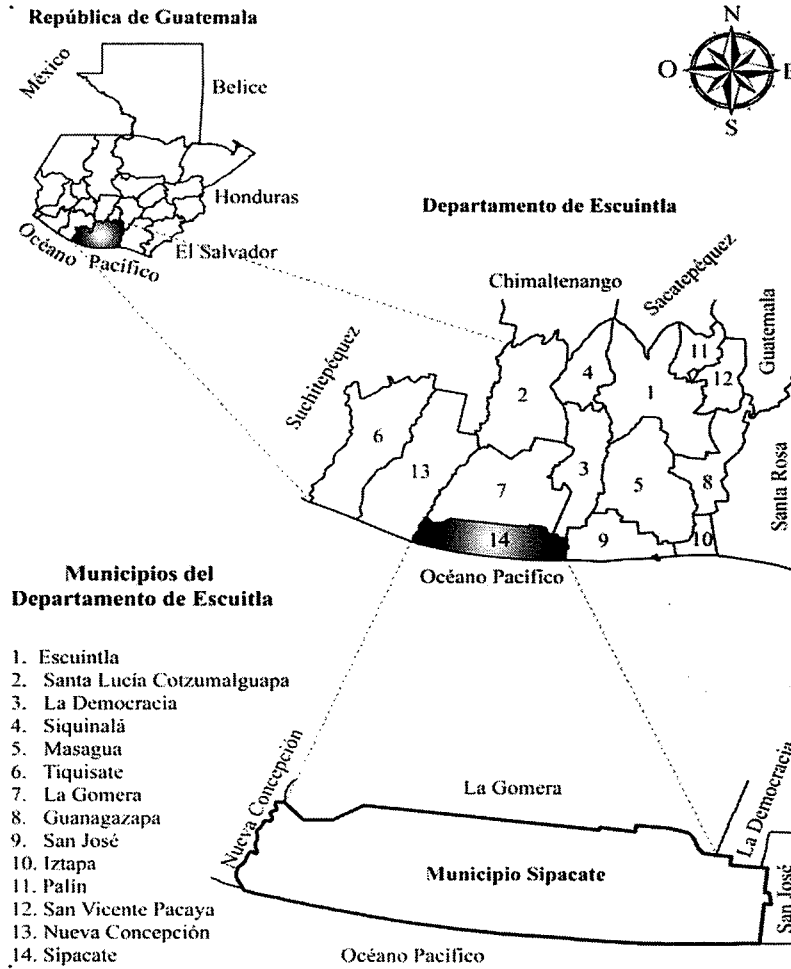 República de Guatemala
México
Belice
Honduras
El Salvador
Océano Pacífico
N
O
E
S
Departamento de Escuintla
Chimaltenango
Sacatepéquez
Guatemala
Suchitepéquez
Santa Rosa
11
12
4
1
2
6
13
3
7
5
8
14
9
10
Océano Pacifico
Municipios del
Departamento de Escuitla
1. Escuintla
2. Santa Lucía Cotzumalguapa
3. La Democracia
4. Siquinalá
5. Masagua
6. Tiquisate
7. La Gomera
8. Guanagazapa
9. San José
10. Iztapa
11. Palín
12. San Vicente Pacaya
13. Nueva Concepción
14. Sipacate
Nueva Concepción
La Gomera
La Democracia
Municipio Sipacate
San José
Océano Pacifico